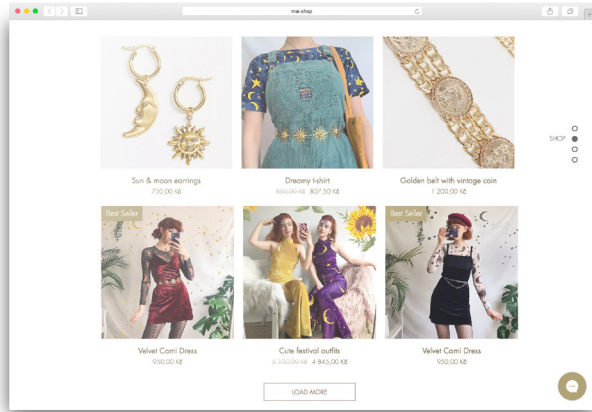 mai.shop
SHOP
Sun & moon earrings
750,00 Kč
Dreamy t-shirt
850,00 Kč 807,50 Kč
Golden belt with vintage coin
1 200,00 Kč
Best Seller
Velvet Cami Dress
950,00 Kč
Cute festival outfits
5 100,00 Kč 4 845,00 Kč
Best Seller
Velvet Cami Dress
950,00 Kč
LOAD MORE